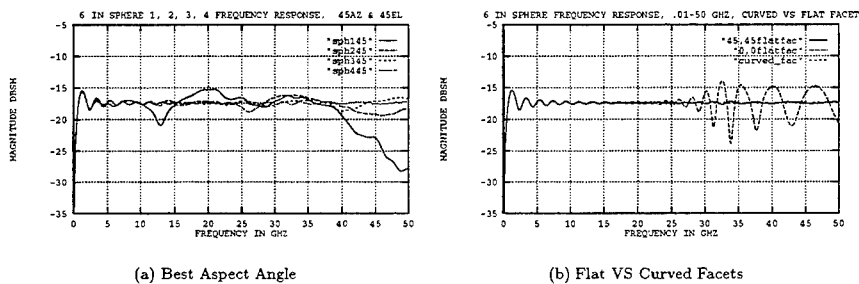 6 IN SPHERE 1, 2, 3, 4 FREQUENCY RESPONSE, 45AZ & 45EL
-5
-10
-15
-20
-25
-30
-35
MAGNITUDE DBSM
"sph145"
"sph245"
"sph345"
"sph445"
0 5 10 15 20 25 30 35 40 45 50
FREQUENCY IN GHZ
(a) Best Aspect Angle
6 IN SPHERE FREQUENCY RESPONSE, .01-50 GHZ, CURVED VS FLAT FACET
-5
-10
-15
-20
-25
-30
-35
MAGNITUDE DBSM
"45,45flatfac"
"0,0flatfac"
"curved_fac"
0 5 10 15 20 25 30 35 40 45 50
FREQUENCY IN GHZ
(b) Flat VS Curved Facets